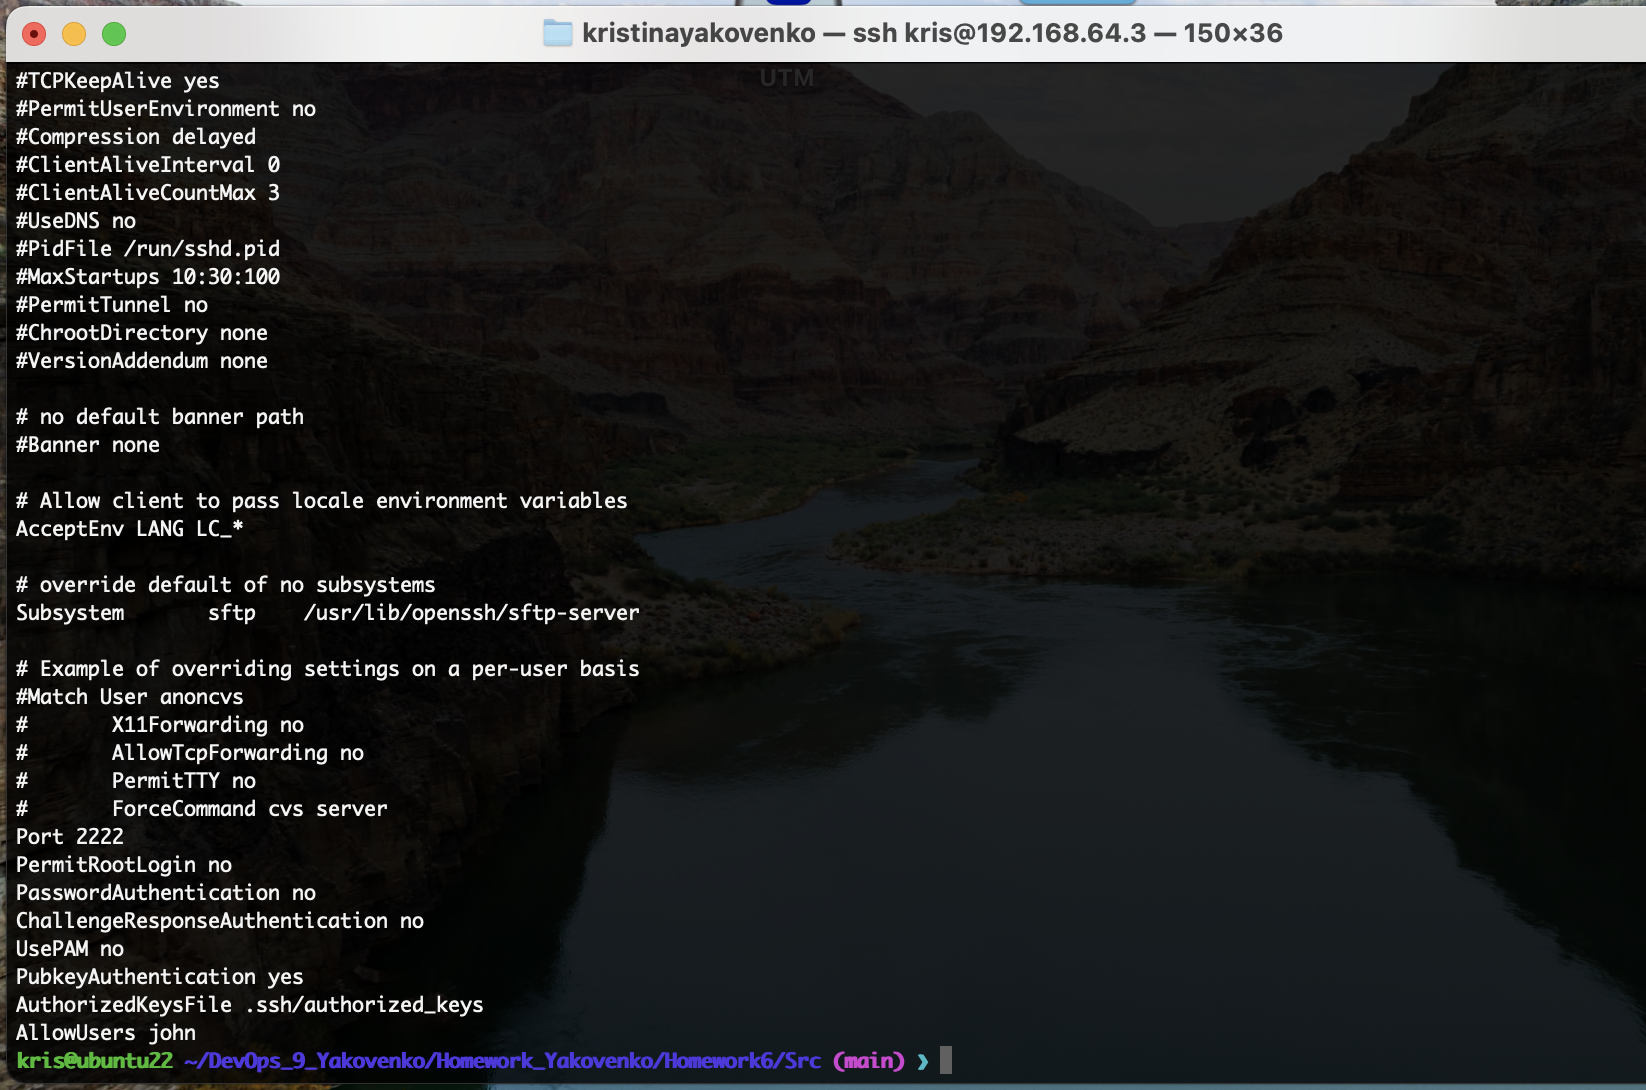 kristinayakovenko — ssh kris@192.168.64.3 — 150×36
UTM
#TCPKeepAlive yes
#PermitUserEnvironment no
#Compression delayed
#ClientAliveInterval 0
#ClientAliveCountMax 3
#UseDNS no
#PidFile /run/sshd.pid
#MaxStartups 10:30:100
#PermitTunnel no
#ChrootDirectory none
#VersionAddendum none

# no default banner path
#Banner none

# Allow client to pass locale environment variables
AcceptEnv LANG LC_*

# override default of no subsystems
Subsystem       sftp    /usr/lib/openssh/sftp-server

# Example of overriding settings on a per-user basis
#Match User anoncvs
#       X11Forwarding no
#       AllowTcpForwarding no
#       PermitTTY no
#       ForceCommand cvs server
Port 2222
PermitRootLogin no
PasswordAuthentication no
ChallengeResponseAuthentication no
UsePAM no
PubkeyAuthentication yes
AuthorizedKeysFile .ssh/authorized_keys
AllowUsers john
kris@ubuntu22 ~/DevOps_9_Yakovenko/Homework_Yakovenko/Homework6/Src (main) ❯